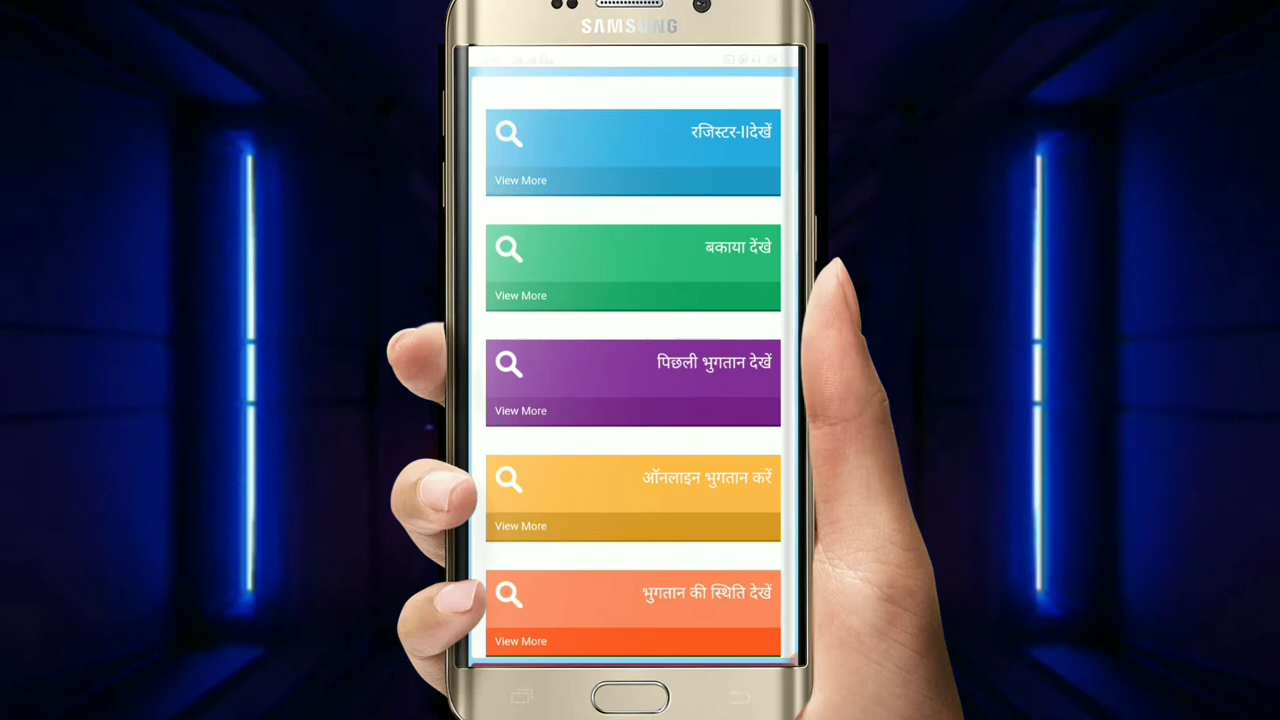 SAMSUNG
रजिस्टर-IIदेखें
View More
बकाया देंखे
View More
पिछली भुगतान देखें
View More
ऑनलाइन भुगतान करें
View More
भुगतान की स्थिति देखें
View More